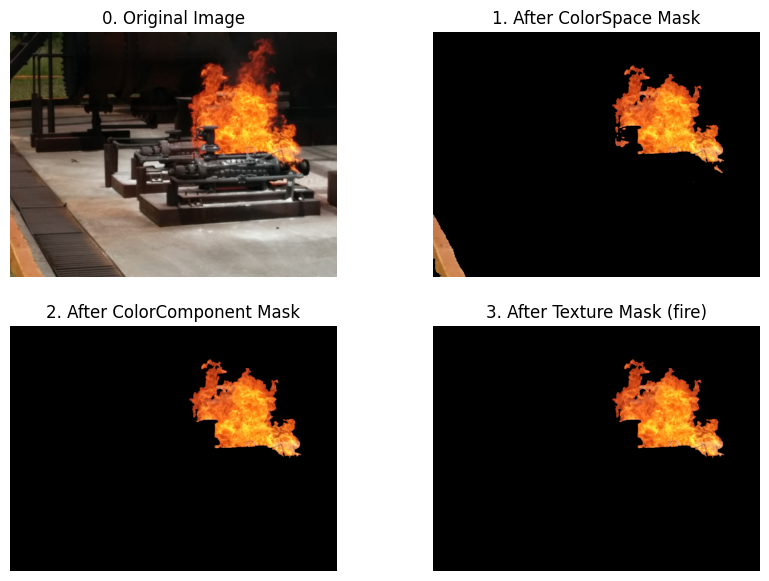 0. Original Image
1. After ColorSpace Mask
2. After ColorComponent Mask
3. After Texture Mask (fire)